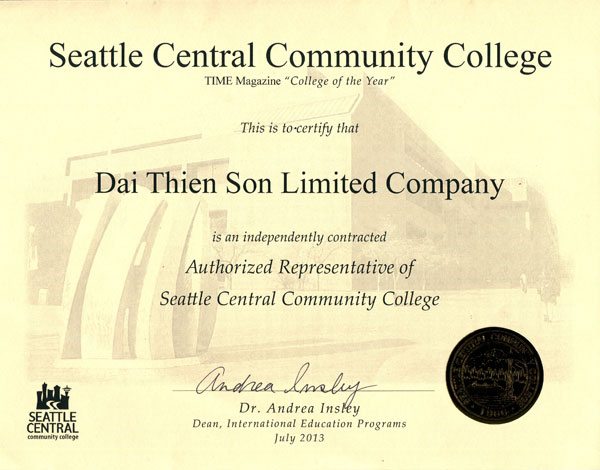 Seattle Central Community College
TIME Magazine “College of the Year”
This is to certify that
Dai Thien Son Limited Company
is an independently contracted
Authorized Representative of
Seattle Central Community College
Andrea Insley
Dr. Andrea Insley
Dean, International Education Programs
July 2013
SEATTLE
CENTRAL
community college